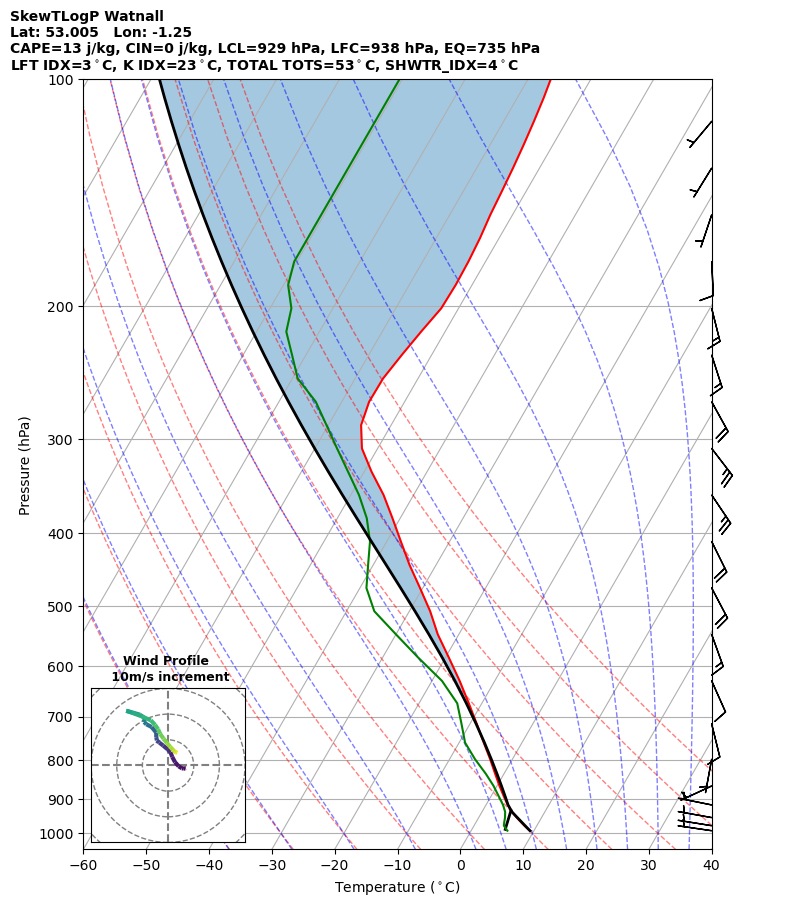 SkewTLogP Watnall
Lat: 53.005   Lon: -1.25
CAPE=13 j/kg, CIN=0 j/kg, LCL=929 hPa, LFC=938 hPa, EQ=735 hPa
LFT IDX=3°C, K IDX=23°C, TOTAL TOTS=53°C, SHWTR_IDX=4°C
100
200
300
400
500
600
700
800
900
1000
Pressure (hPa)
Wind Profile
10m/s increment
−60 −50 −40 −30 −20 −10 0 10 20 30 40
Temperature (°C)